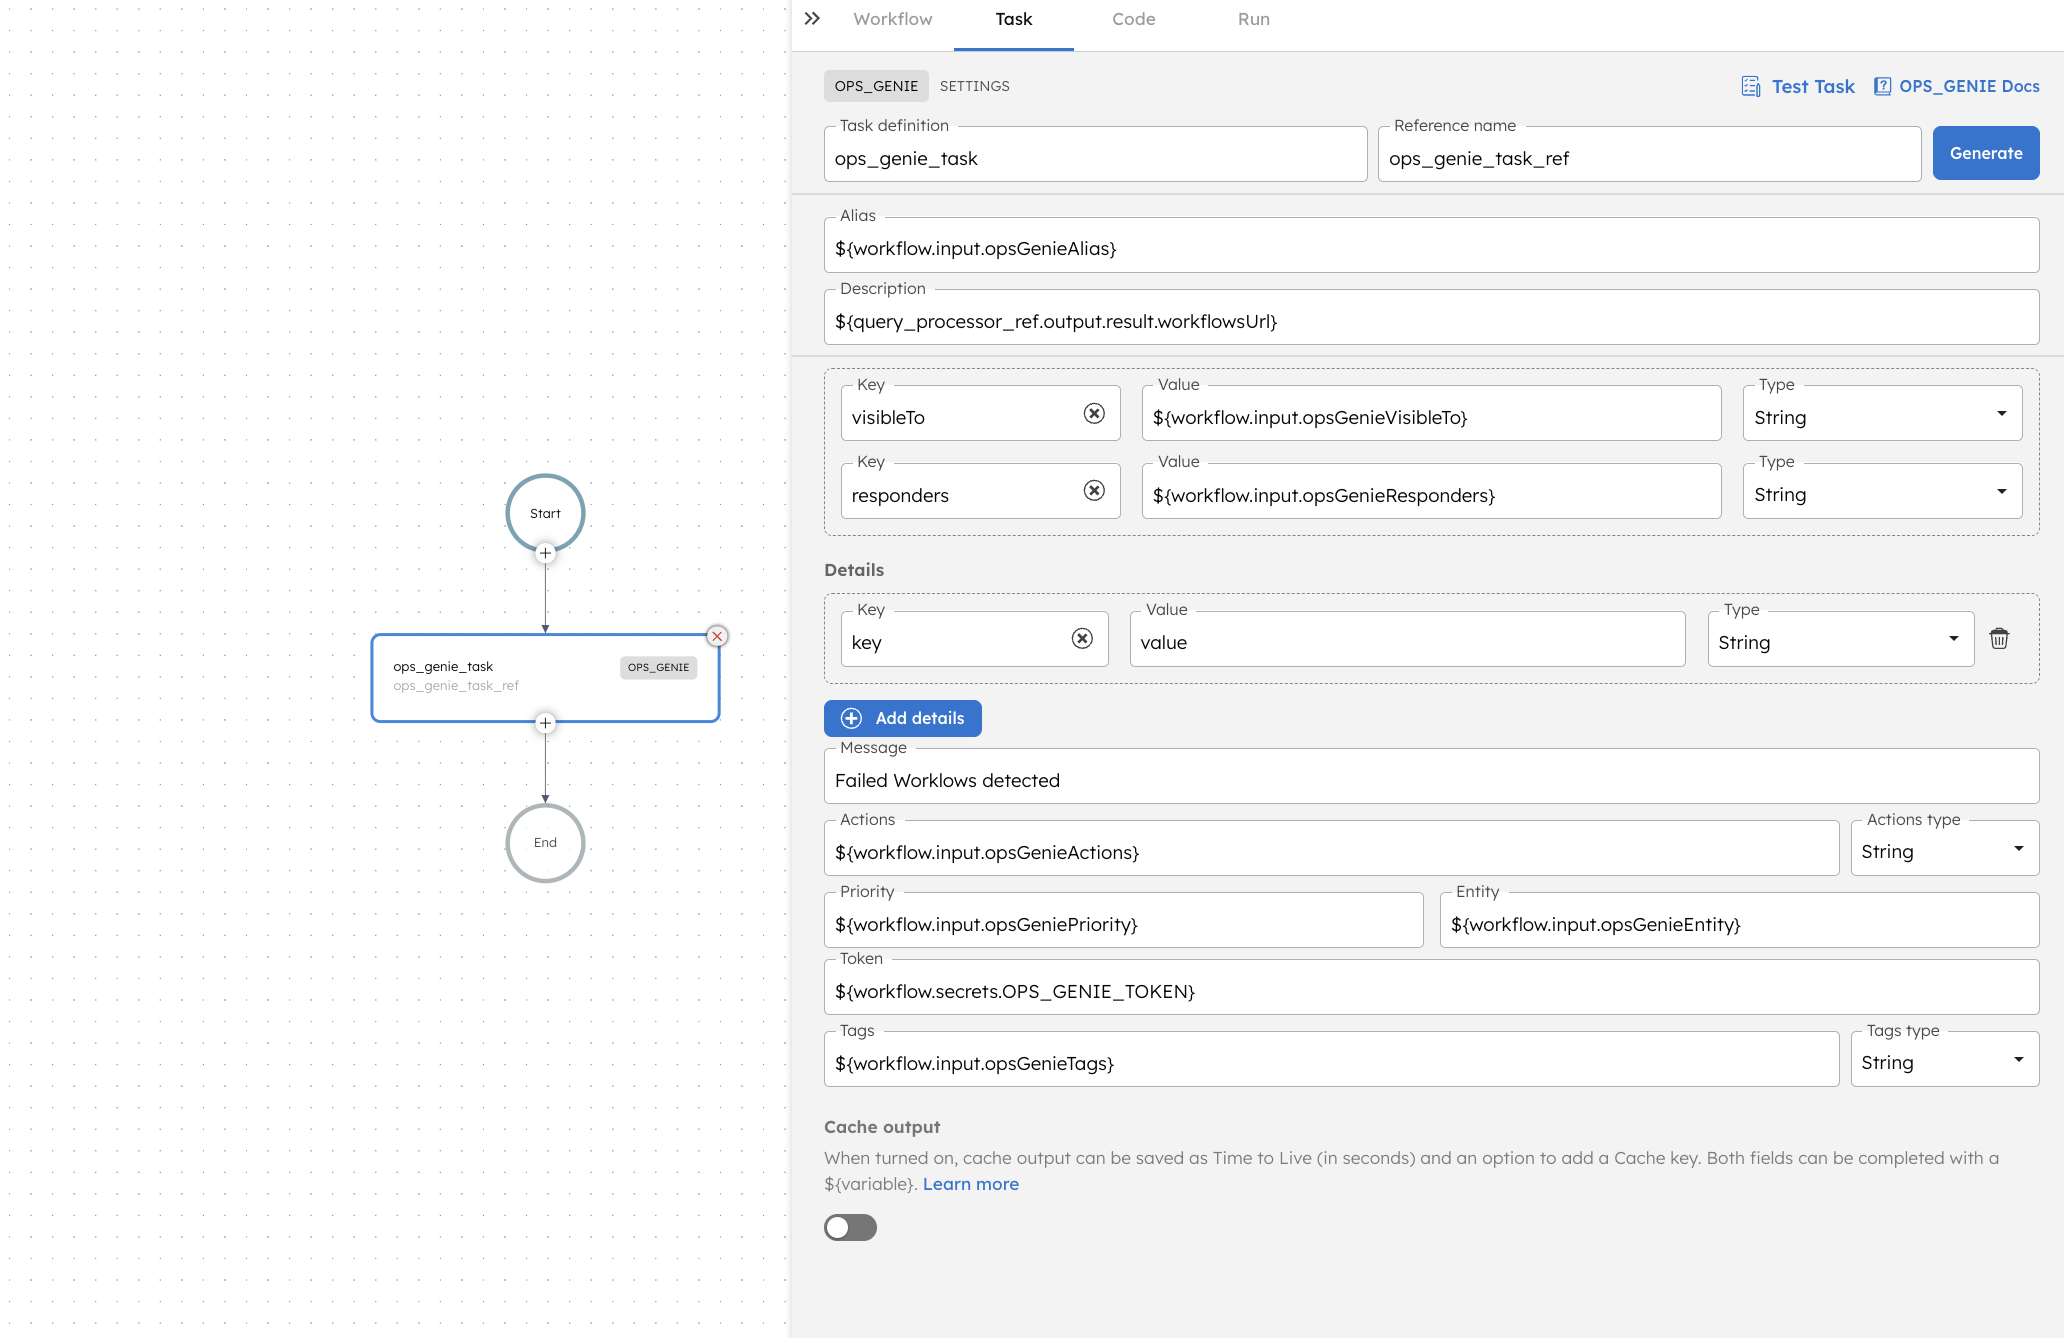 Workflow
Task
Code
Run
OPS_GENIE
SETTINGS
Test Task
OPS_GENIE Docs
Task definition
ops_genie_task
Reference name
ops_genie_task_ref
Generate
Alias
${workflow.input.opsGenieAlias}
Description
${query_processor_ref.output.result.workflowsUrl}
Key
visibleTo
Value
${workflow.input.opsGenieVisibleTo}
Type
String
Key
responders
Value
${workflow.input.opsGenieResponders}
Type
String
Details
Key
key
Value
value
Type
String
Add details
Message
Failed Worklows detected
Actions
${workflow.input.opsGenieActions}
Actions type
String
Priority
${workflow.input.opsGeniePriority}
Entity
${workflow.input.opsGenieEntity}
Token
${workflow.secrets.OPS_GENIE_TOKEN}
Tags
${workflow.input.opsGenieTags}
Tags type
String
Cache output
When turned on, cache output can be saved as Time to Live (in seconds) and an option to add a Cache key. Both fields can be completed with a
${variable}. Learn more
Start
ops_genie_task
OPS_GENIE
ops_genie_task_ref
End